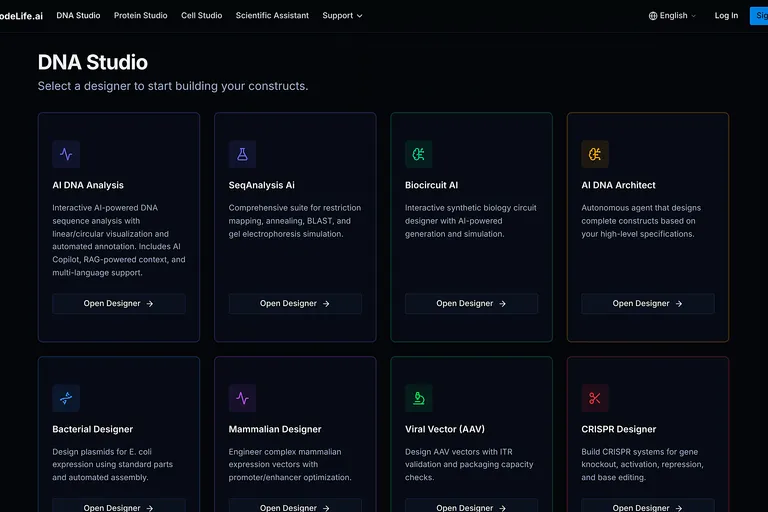 odeLife.ai DNA Studio Protein Studio Cell Studio Scientific Assistant Support English Log In Sig
DNA Studio
Select a designer to start building your constructs.
AI DNA Analysis
Interactive AI-powered DNA
sequence analysis with
linear/circular visualization and
automated annotation. Includes AI
Copilot, RAG-powered context, and
multi-language support.
Open Designer →
SeqAnalysis Ai
Comprehensive suite for restriction
mapping, annealing, BLAST, and
gel electrophoresis simulation.
Open Designer →
Biocircuit AI
Interactive synthetic biology circuit
designer with AI-powered
generation and simulation.
Open Designer →
AI DNA Architect
Autonomous agent that designs
complete constructs based on
your high-level specifications.
Open Designer →
Bacterial Designer
Design plasmids for E. coli
expression using standard parts
and automated assembly.
Open Designer →
Mammalian Designer
Engineer complex mammalian
expression vectors with
promoter/enhancer optimization.
Open Designer →
Viral Vector (AAV)
Design AAV vectors with ITR
validation and packaging capacity
checks.
Open Designer →
CRISPR Designer
Build CRISPR systems for gene
knockout, activation, repression,
and base editing.
Open Designer →